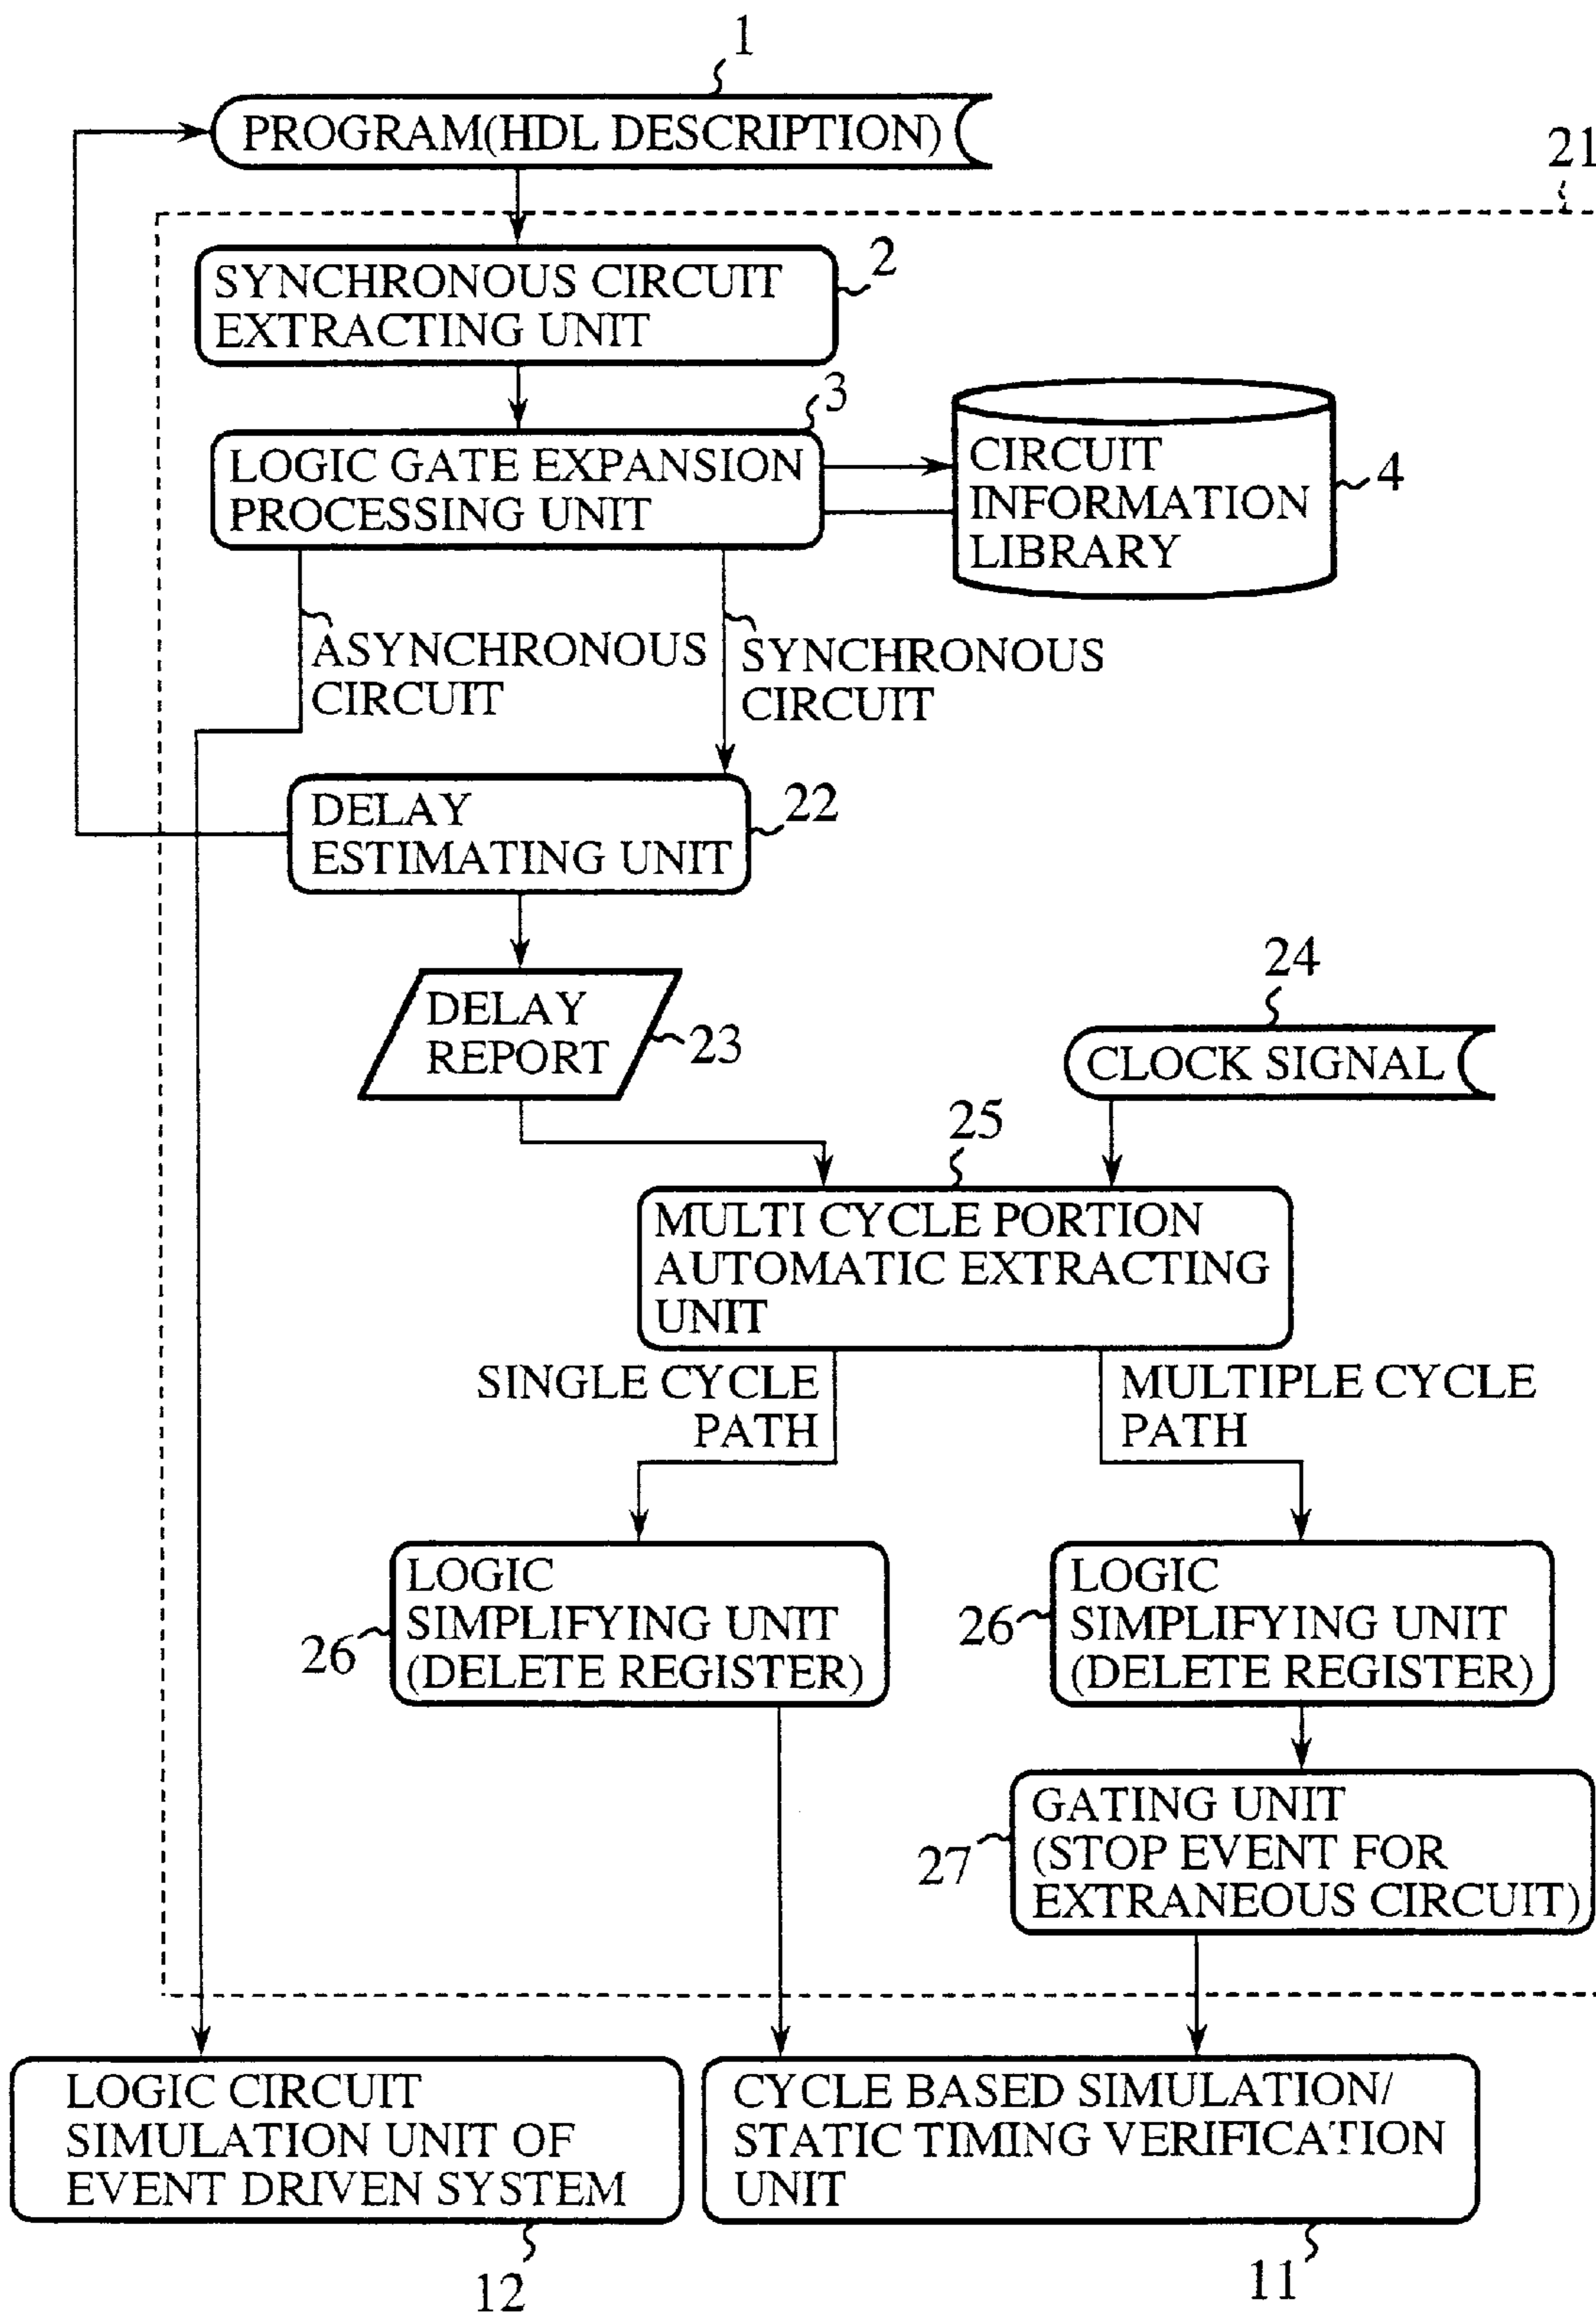 1
PROGRAM(HDL DESCRIPTION)
21
SYNCHRONOUS CIRCUIT
EXTRACTING UNIT
2
3
LOGIC GATE EXPANSION
PROCESSING UNIT
CIRCUIT
INFORMATION
LIBRARY
4
ASYNCHRONOUS
CIRCUIT
SYNCHRONOUS
CIRCUIT
DELAY
ESTIMATING UNIT
22
DELAY
REPORT
23
24
CLOCK SIGNAL
25
MULTI CYCLE PORTION
AUTOMATIC EXTRACTING
UNIT
SINGLE CYCLE
PATH
MULTIPLE CYCLE
PATH
LOGIC
SIMPLIFYING UNIT
(DELETE REGISTER)
26
LOGIC
SIMPLIFYING UNIT
(DELETE REGISTER)
26
GATING UNIT
(STOP EVENT FOR
EXTRANEOUS CIRCUIT)
27
LOGIC CIRCUIT
SIMULATION UNIT OF
EVENT DRIVEN SYSTEM
12
CYCLE BASED SIMULATION/
STATIC TIMING VERIFICATION
UNIT
11